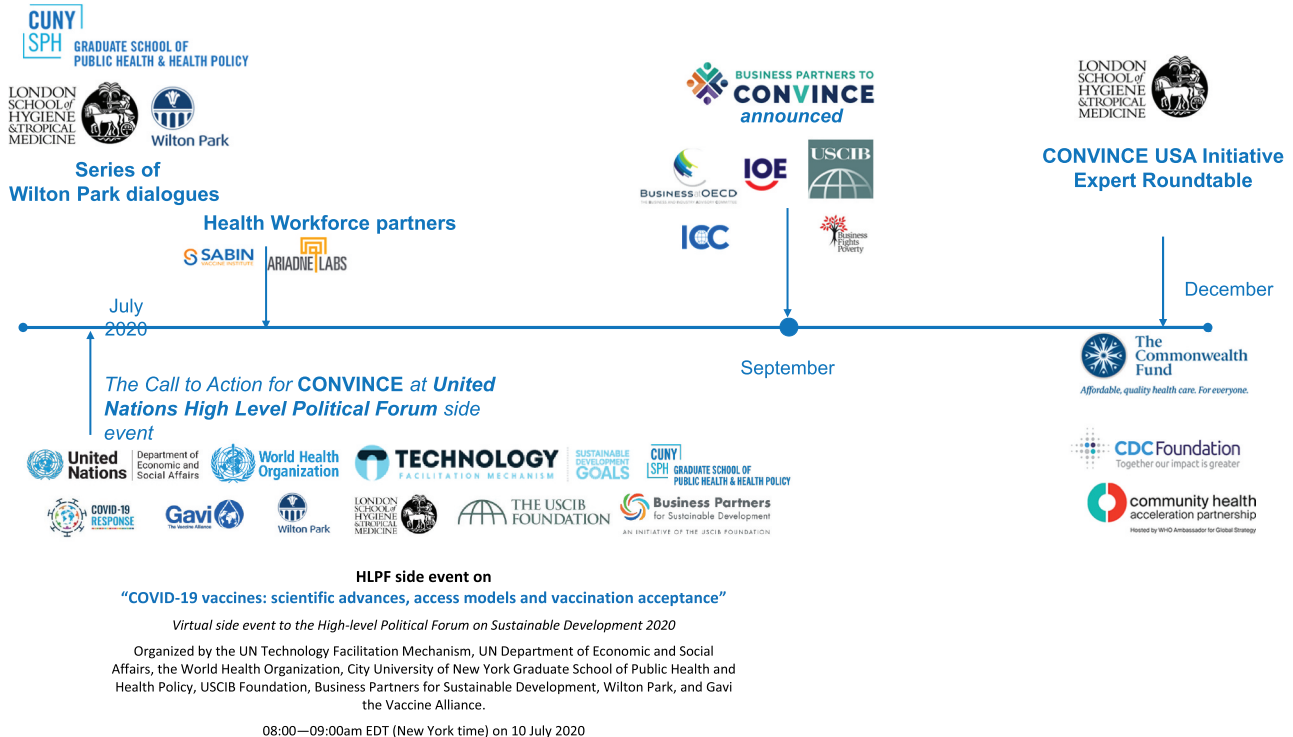 CUNY
SPH
GRADUATE SCHOOL OF
PUBLIC HEALTH & HEALTH POLICY
LONDON
SCHOOL of
HYGIENE
& TROPICAL
MEDICINE
Wilton Park
Series of
Wilton Park dialogues
Health Workforce partners
SABIN
VACCINE INSTITUTE
ARIADNE LABS
BUSINESS PARTNERS TO
CONVINCE
announced
BUSINESS at OECD
IOE
USCIB
ICC
Business
Fights
Poverty
LONDON
SCHOOL of
HYGIENE
& TROPICAL
MEDICINE
CONVINCE USA Initiative
Expert Roundtable
July
2020
September
December
The Call to Action for CONVINCE at United
Nations High Level Political Forum side
event
United
Nations
Department of
Economic and
Social Affairs
World Health
Organization
TECHNOLOGY
FACILITATION MECHANISM
SUSTAINABLE
DEVELOPMENT
GOALS
CUNY
SPH
GRADUATE SCHOOL OF
PUBLIC HEALTH & HEALTH POLICY
COVID-19
RESPONSE
Gavi
The Vaccine Alliance
Wilton Park
LONDON
SCHOOL of
HYGIENE
& TROPICAL
MEDICINE
THE USCIB
FOUNDATION
Business Partners
for Sustainable Development
AN INITIATIVE OF THE USCIB FOUNDATION
The
Commonwealth
Fund
Affordable, quality health care. For everyone.
CDC Foundation
Together our impact is greater
community health
acceleration partnership
Hosted by WHO Ambassador for Global Strategy
HLPF side event on
“COVID-19 vaccines: scientific advances, access models and vaccination acceptance”
Virtual side event to the High-level Political Forum on Sustainable Development 2020
Organized by the UN Technology Facilitation Mechanism, UN Department of Economic and Social
Affairs, the World Health Organization, City University of New York Graduate School of Public Health and
Health Policy, USCIB Foundation, Business Partners for Sustainable Development, Wilton Park, and Gavi
the Vaccine Alliance.
08:00—09:00am EDT (New York time) on 10 July 2020